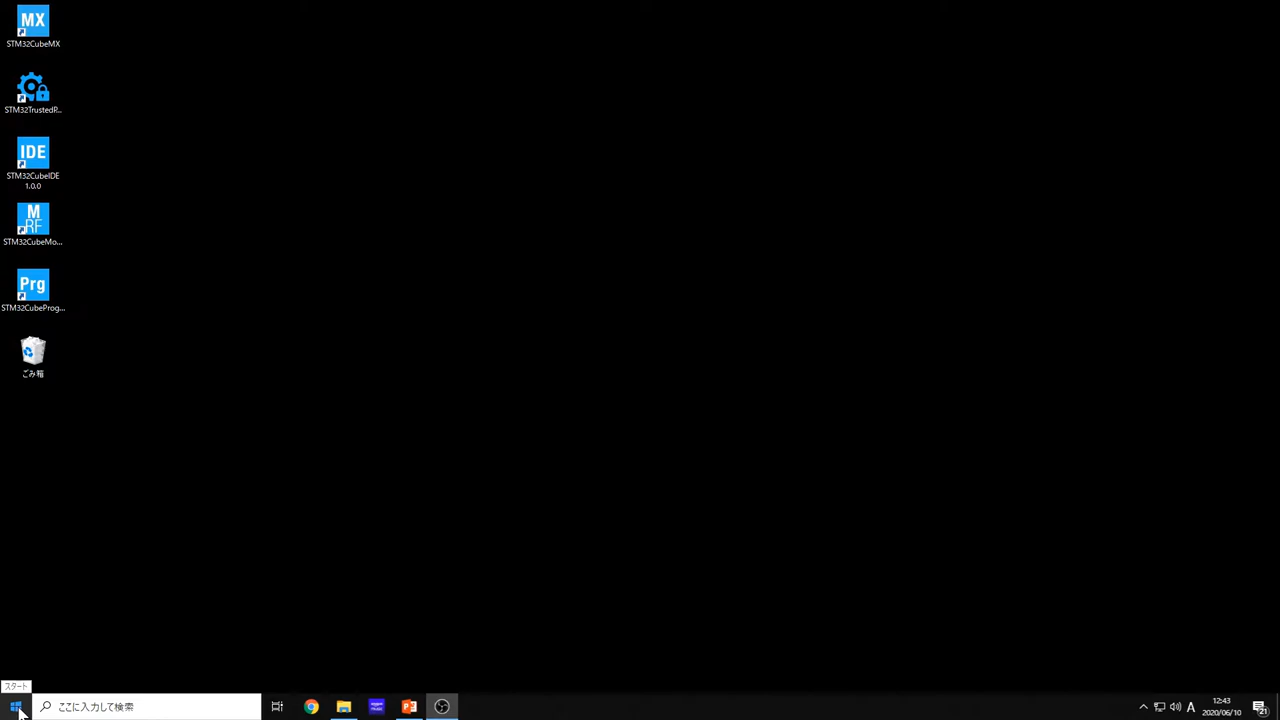 MX
STM32CubeMX
STM32TrustedP...
IDE
STM32CubeIDE
1.0.0
M
RF
STM32CubeMo...
Prg
STM32CubeProg...
ごみ箱
スタート
ここに入力して検索
A
12:43
2020/06/10
21